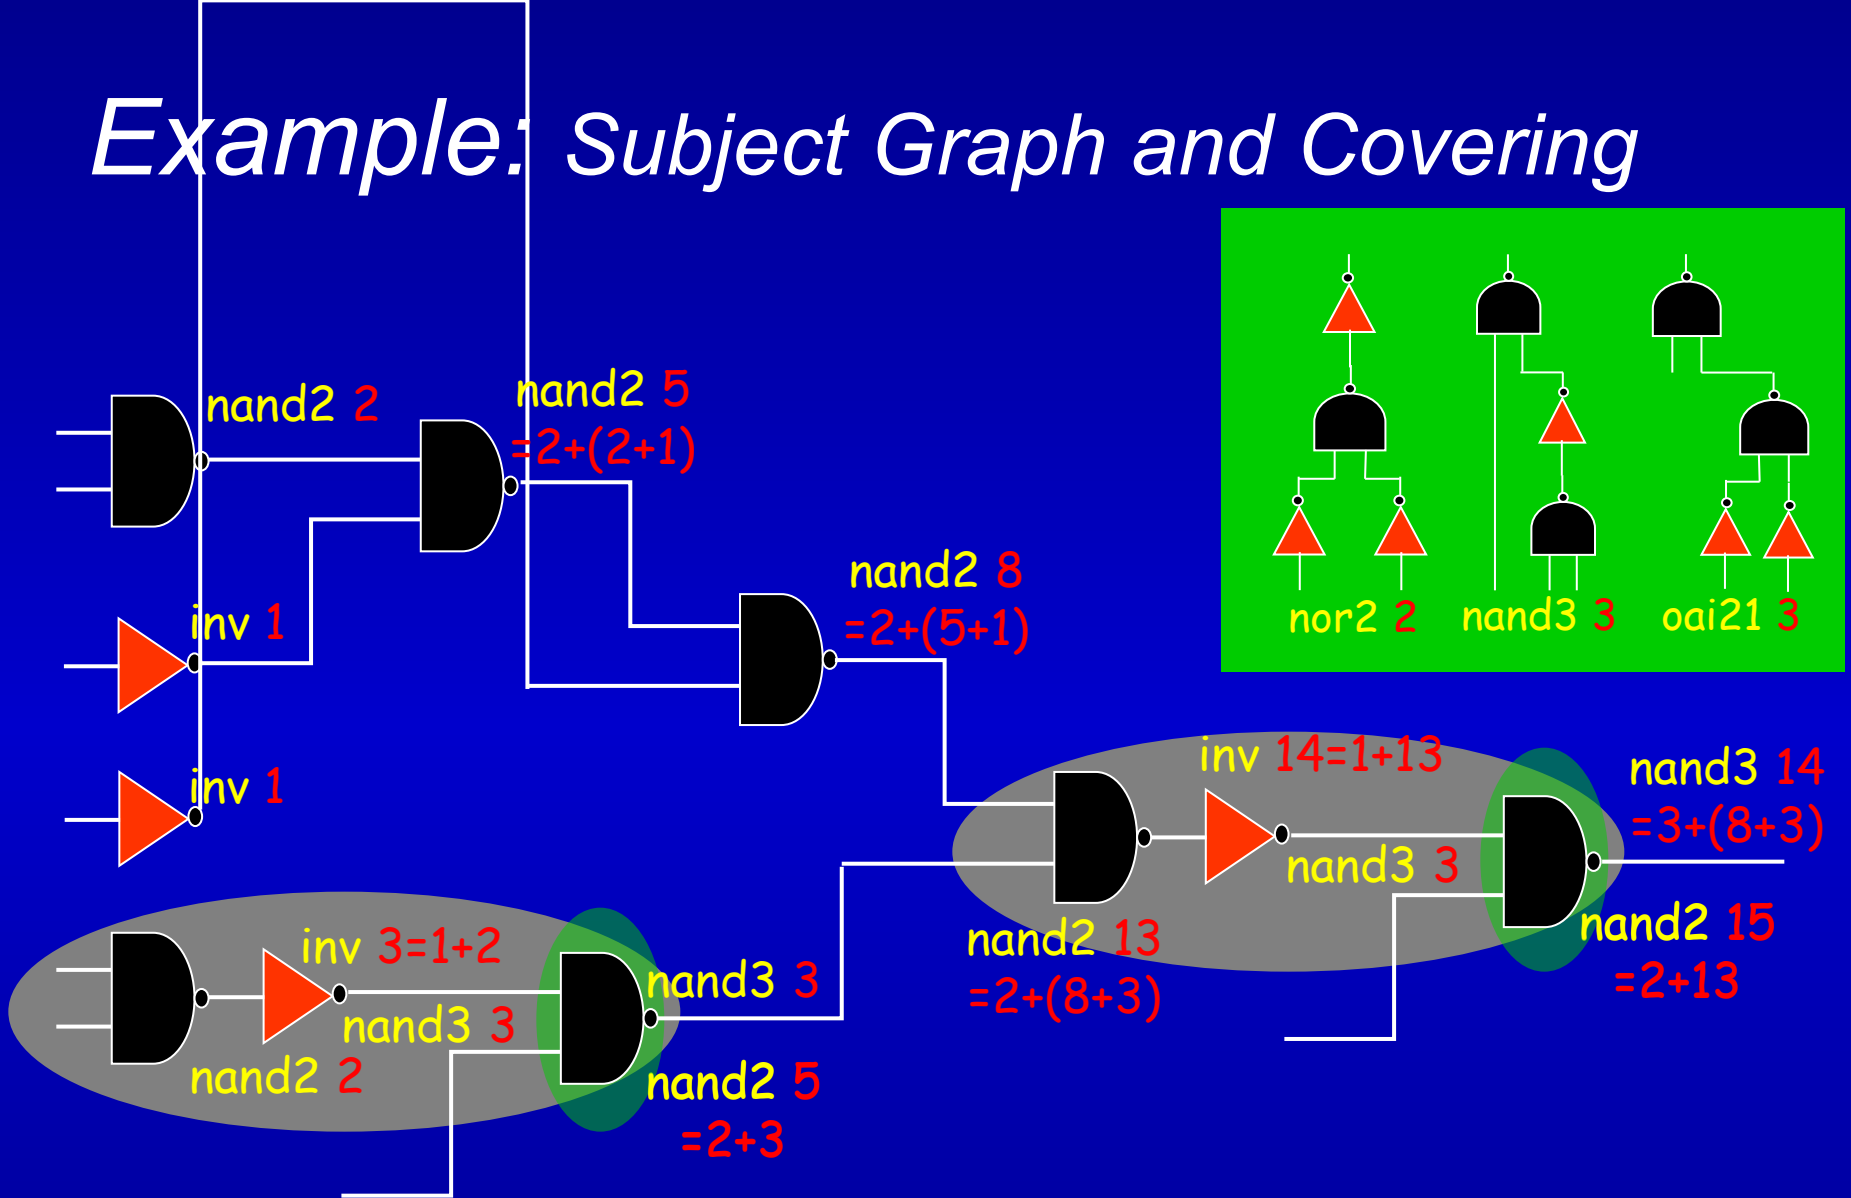 Example: Subject Graph and Covering
nor2 2
nand3 3
oai21 3
nand2 2
nand2 5
=2+(2+1)
inv 1
nand2 8
=2+(5+1)
inv 1
inv 14=1+13
nand3 14
=3+(8+3)
nand3 3
nand2 13
=2+(8+3)
nand2 15
=2+13
inv 3=1+2
nand3 3
nand3 3
nand2 2
nand2 5
=2+3